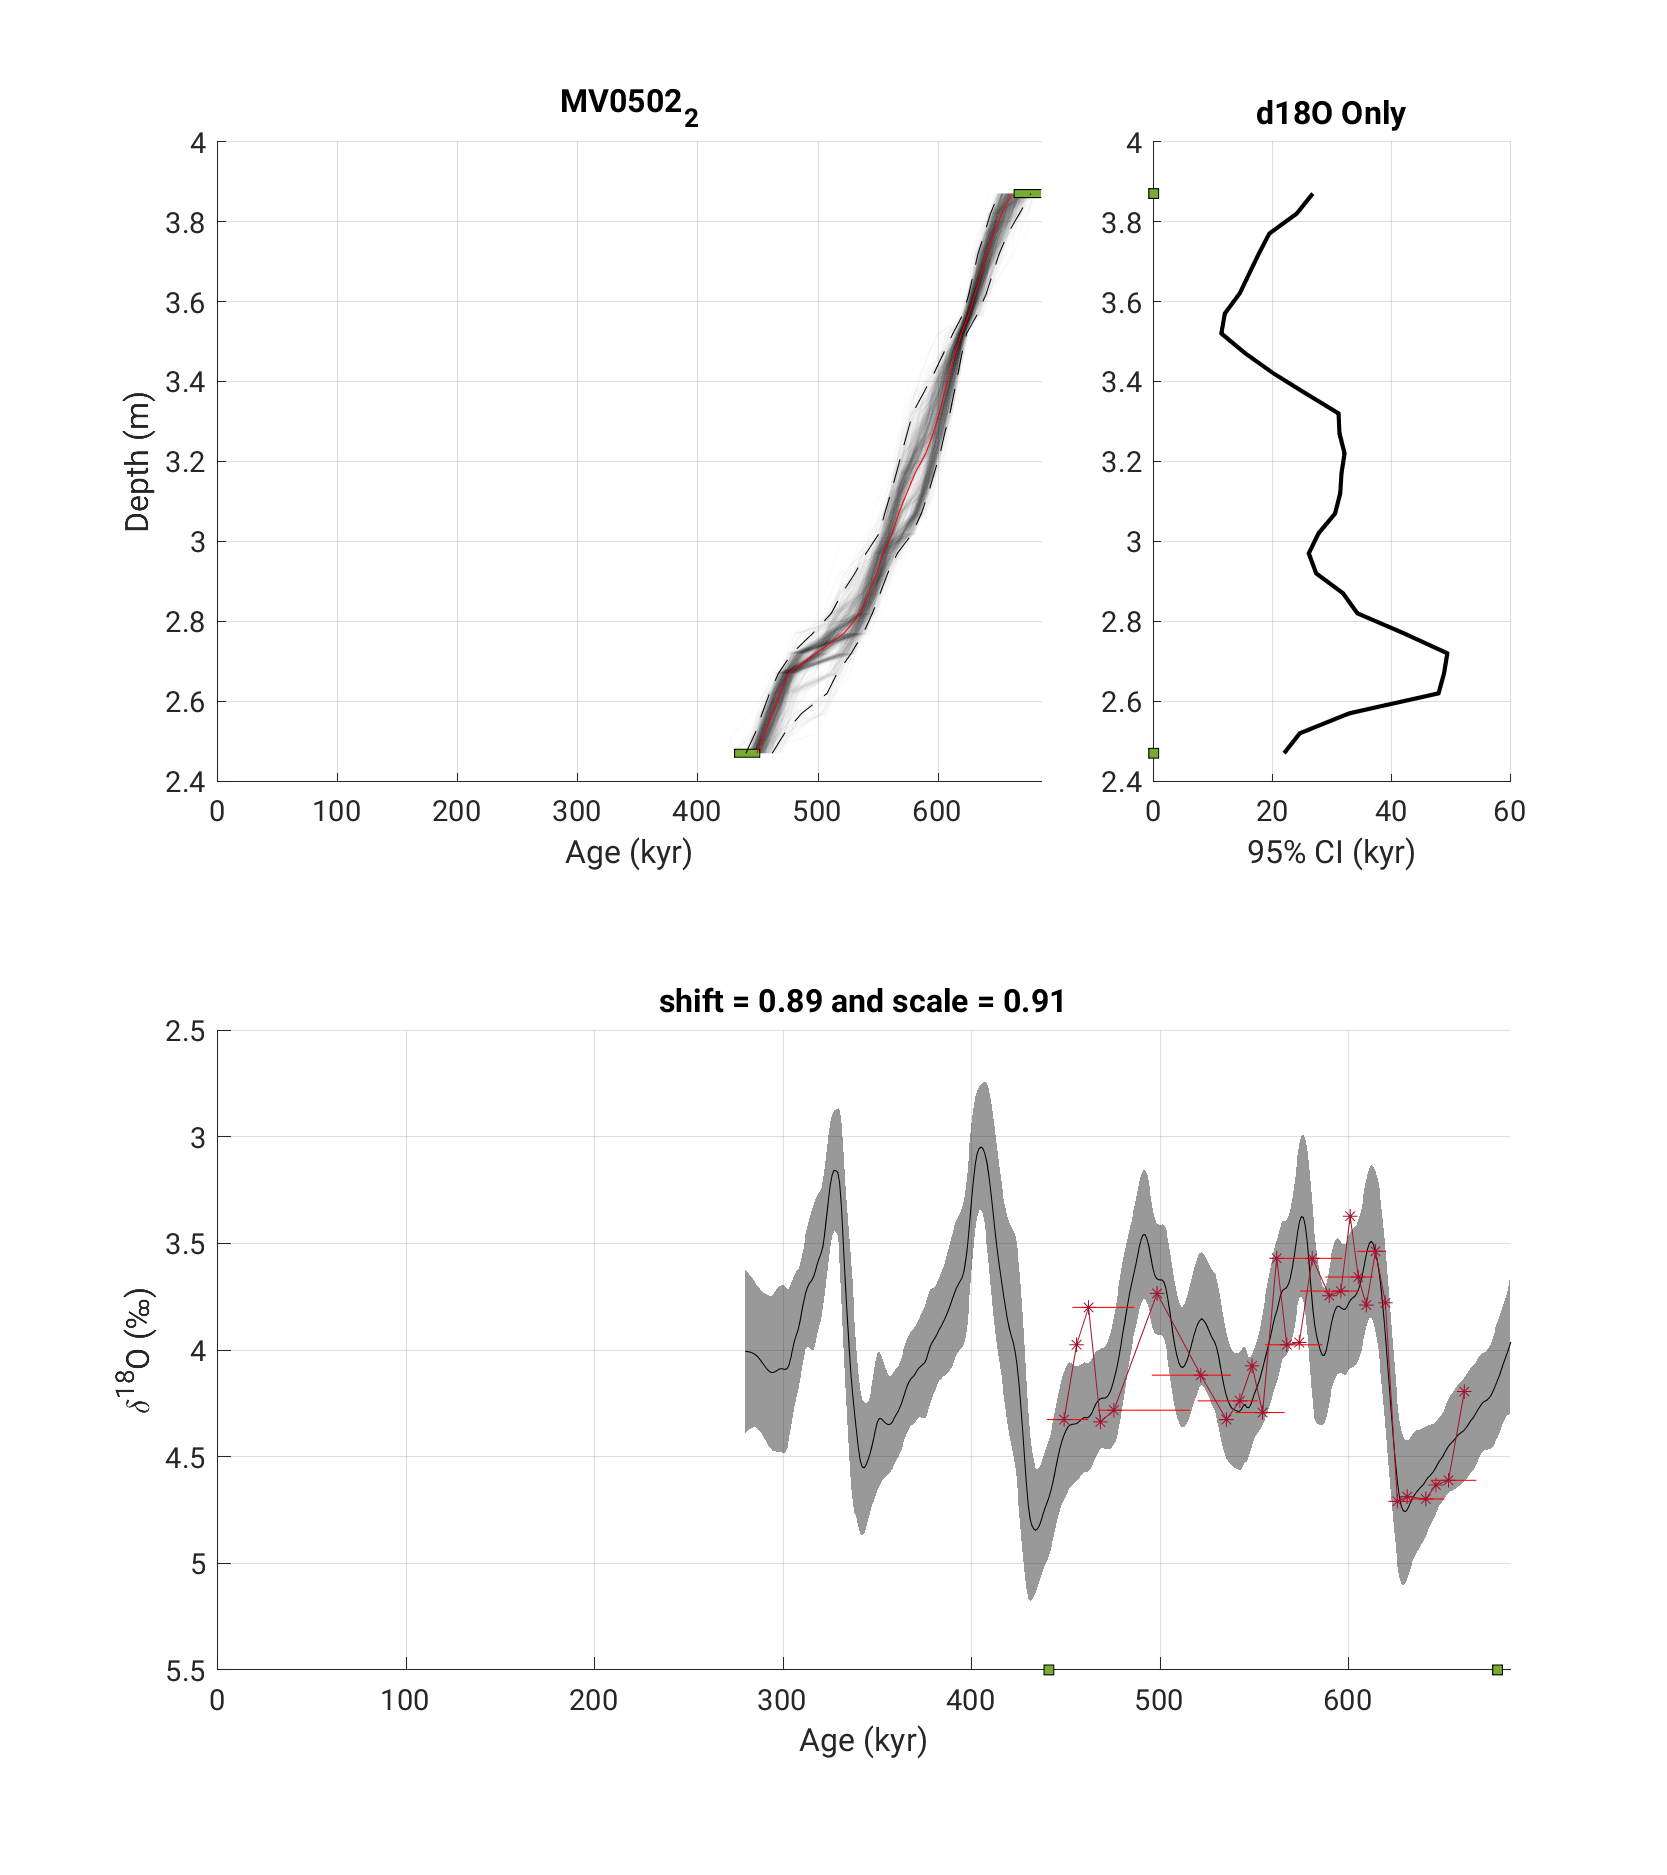 MV0502₂
4
3.8
3.6
3.4
3.2
3
2.8
2.6
2.4
Depth (m)
0 100 200 300 400 500 600
Age (kyr)
d18O Only
4
3.8
3.6
3.4
3.2
3
2.8
2.6
2.4
0 20 40 60
95% CI (kyr)
shift = 0.89 and scale = 0.91
2.5
3
3.5
4
4.5
5
5.5
δ¹⁸O (‰)
0 100 200 300 400 500 600
Age (kyr)